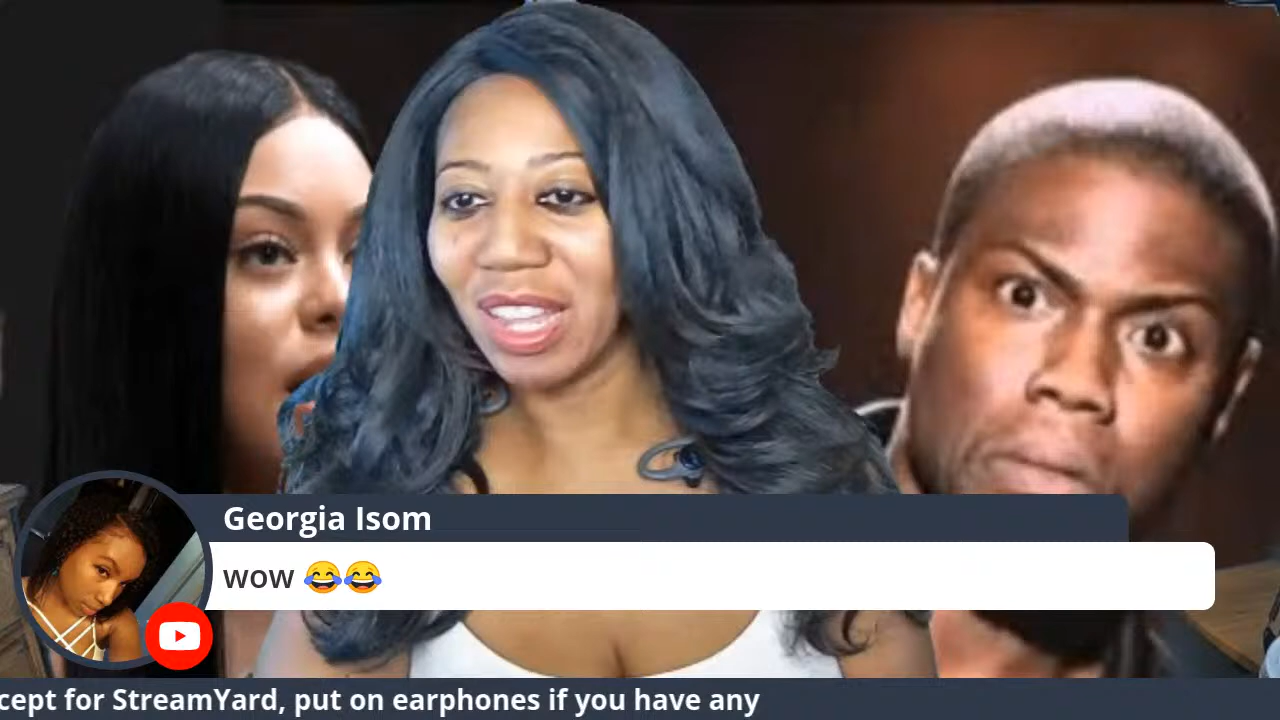 Georgia Isom
wow 😂😂
cept for StreamYard, put on earphones if you have any